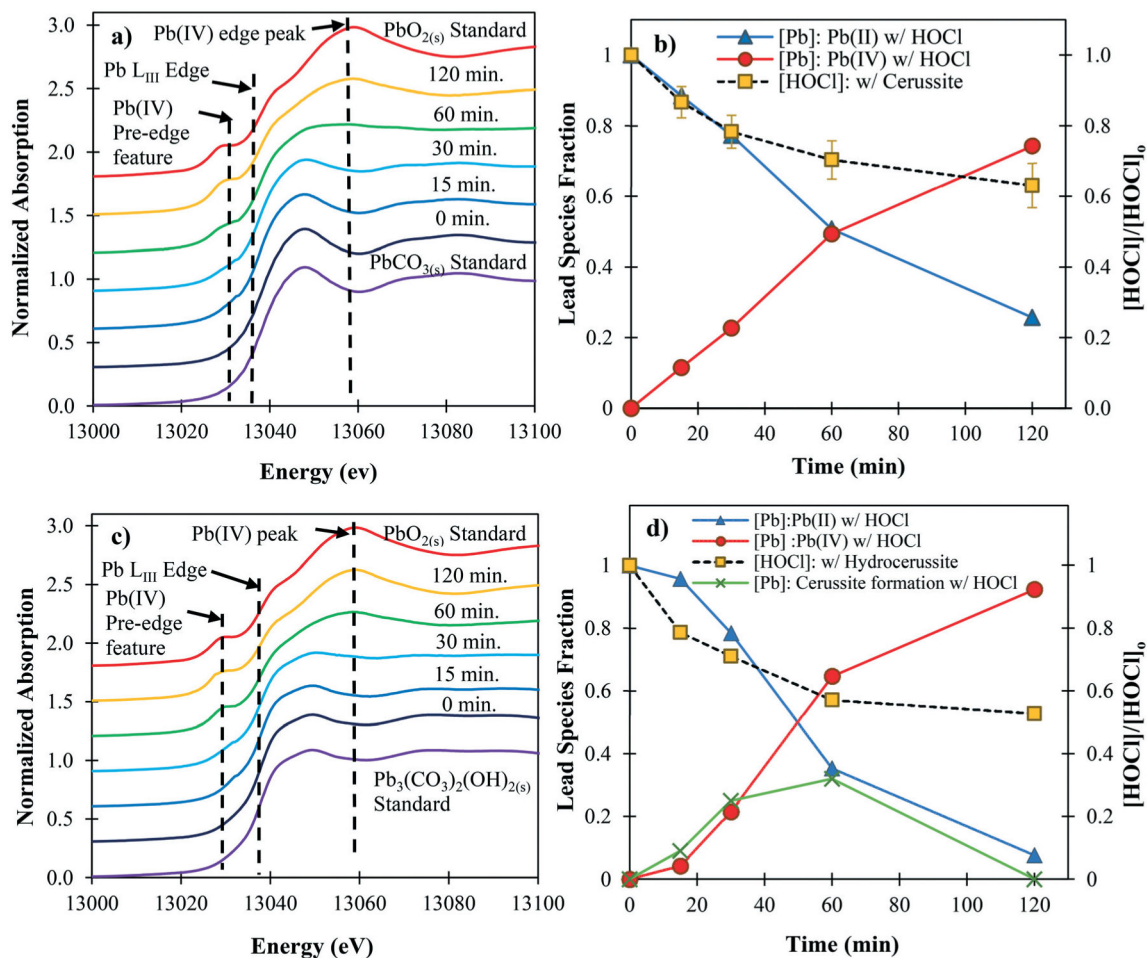 a)
Pb(IV) edge peak
PbO2(s) Standard
Pb LIII Edge
120 min.
Pb(IV)
Pre-edge
feature
60 min.
30 min.
15 min.
0 min.
PbCO3(s) Standard
Normalized Absorption
3.0
2.5
2.0
1.5
1.0
0.5
0.0
13000 13020 13040 13060 13080 13100
Energy (ev)
b)
[Pb]: Pb(II) w/ HOCl
[Pb]: Pb(IV) w/ HOCl
[HOCl]: w/ Cerussite
Lead Species Fraction
1
0.8
0.6
0.4
0.2
0
1.0
0.8
0.6
0.4
0.2
0.0
[HOCl]/[HOCl]o
0 20 40 60 80 100 120
Time (min)
c)
Pb(IV) peak
PbO2(s) Standard
Pb LIII Edge
120 min.
Pb(IV)
Pre-edge
feature
60 min.
30 min.
15 min.
0 min.
Pb3(CO3)2(OH)2(s)
Standard
Normalized Absorption
3.0
2.5
2.0
1.5
1.0
0.5
0.0
13000 13020 13040 13060 13080 13100
Energy (eV)
d)
[Pb]:Pb(II) w/ HOCl
[Pb] :Pb(IV) w/ HOCl
[HOCl]: w/ Hydrocerussite
[Pb]: Cerussite formation w/ HOCl
Lead Species Fraction
1
0.8
0.6
0.4
0.2
0
1
0.8
0.6
0.4
0.2
0
[HOCl]/[HOCl]o
0 20 40 60 80 100 120
Time (min)